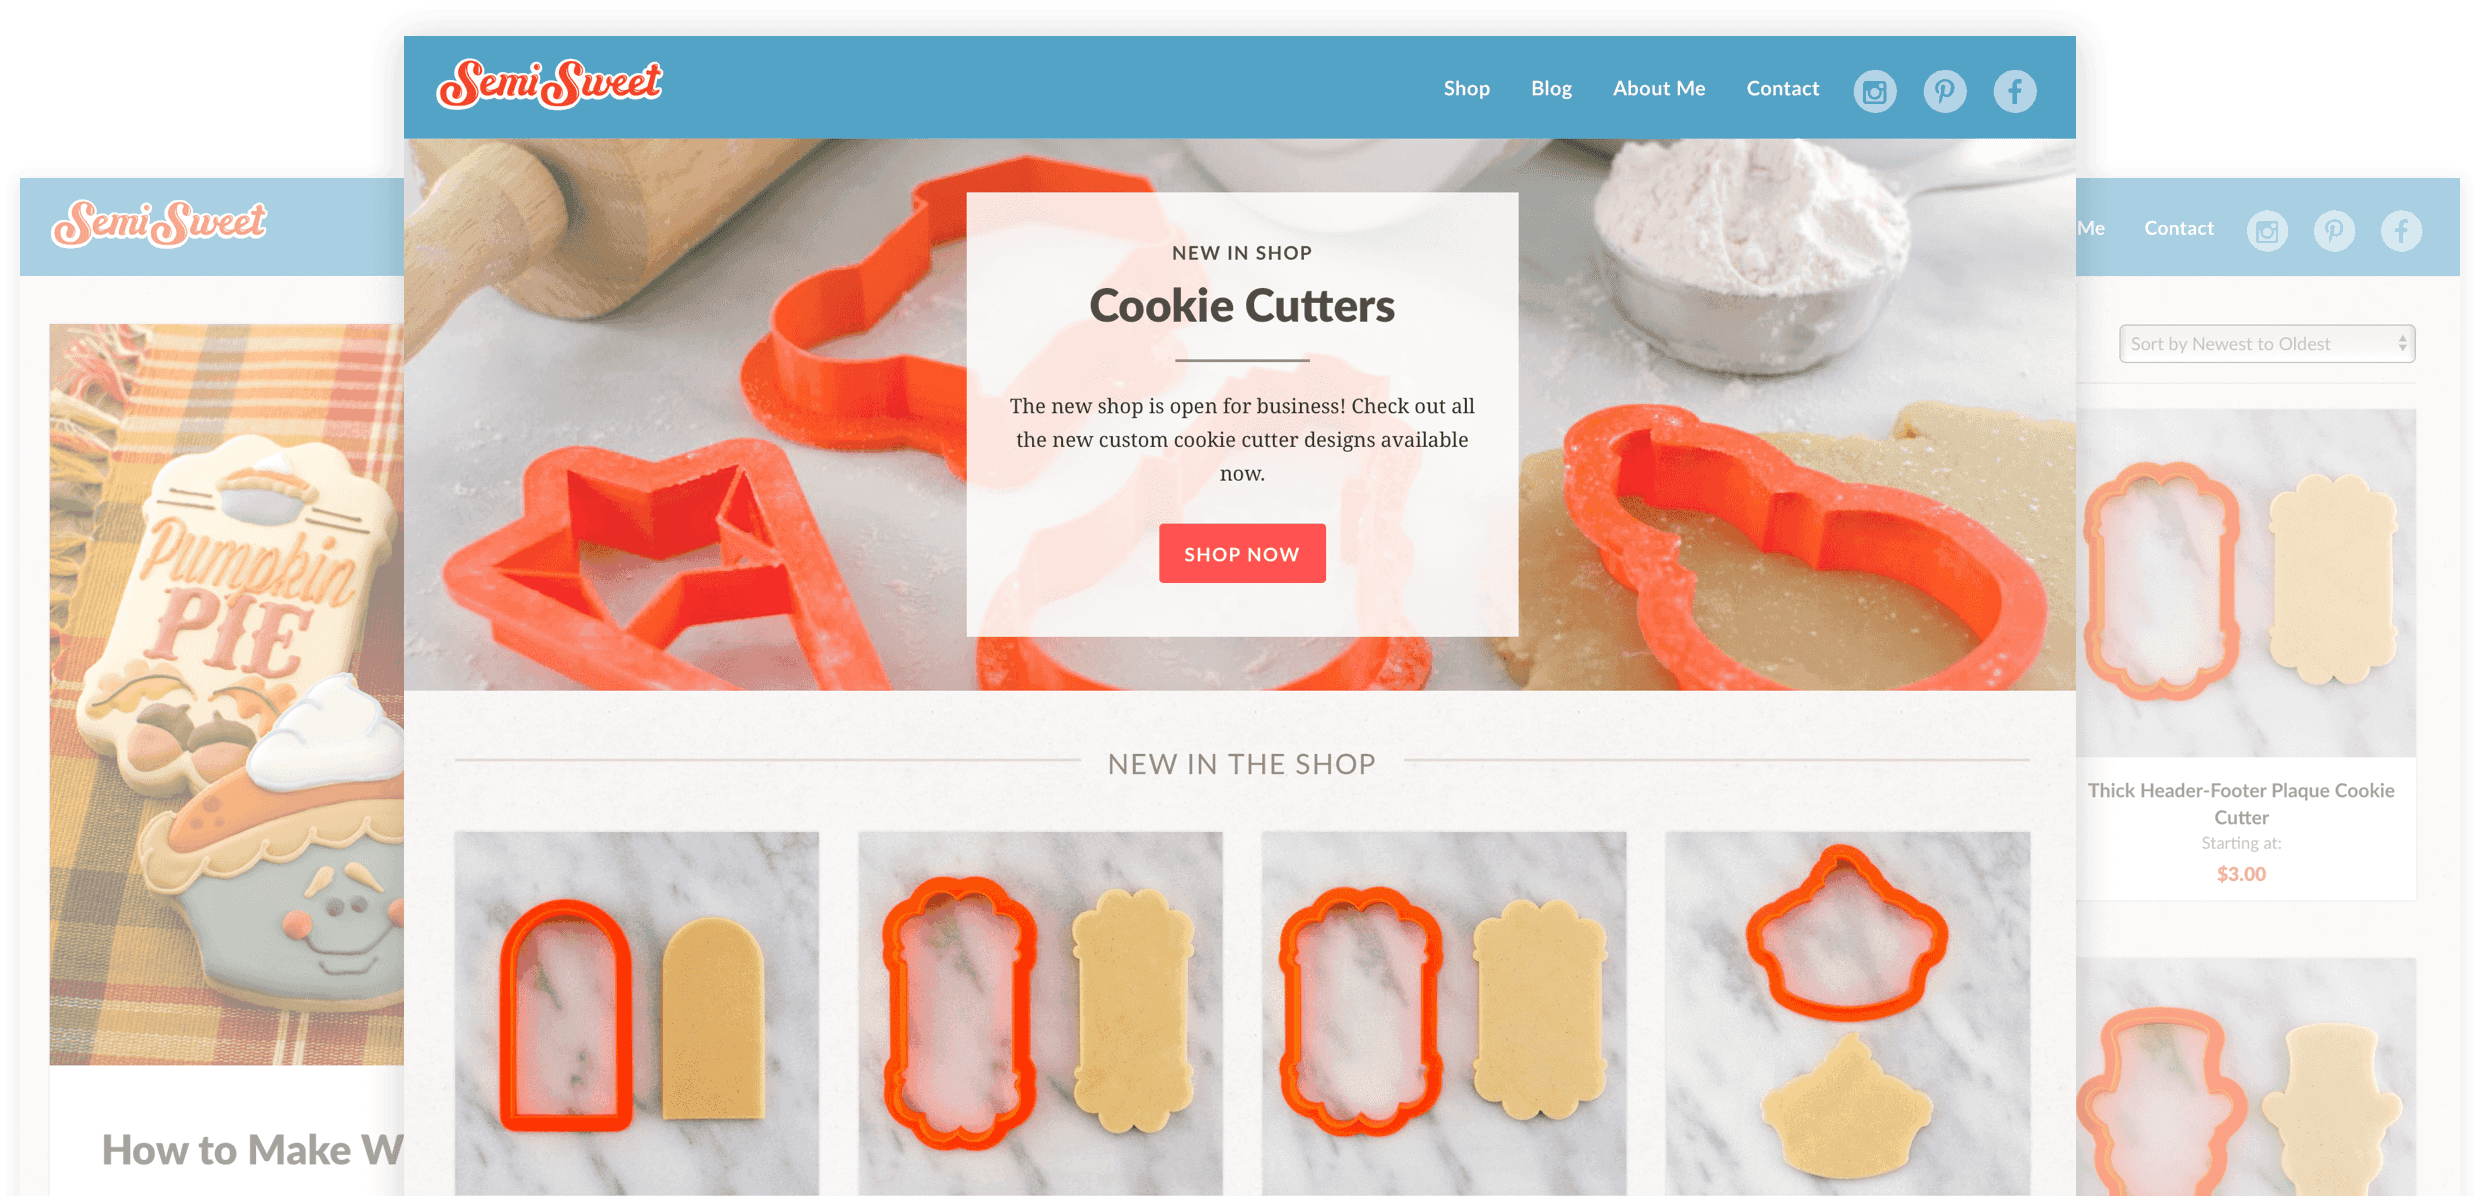 Semi Sweet
Shop Blog About Me Contact
NEW IN SHOP
Cookie Cutters
The new shop is open for business! Check out all
the new custom cookie cutter designs available
now.
SHOP NOW
NEW IN THE SHOP
Semi Sweet
Pumpkin
PIE
How to Make W
Me Contact
Sort by Newest to Oldest
Thick Header-Footer Plaque Cookie
Cutter
Starting at:
$3.00